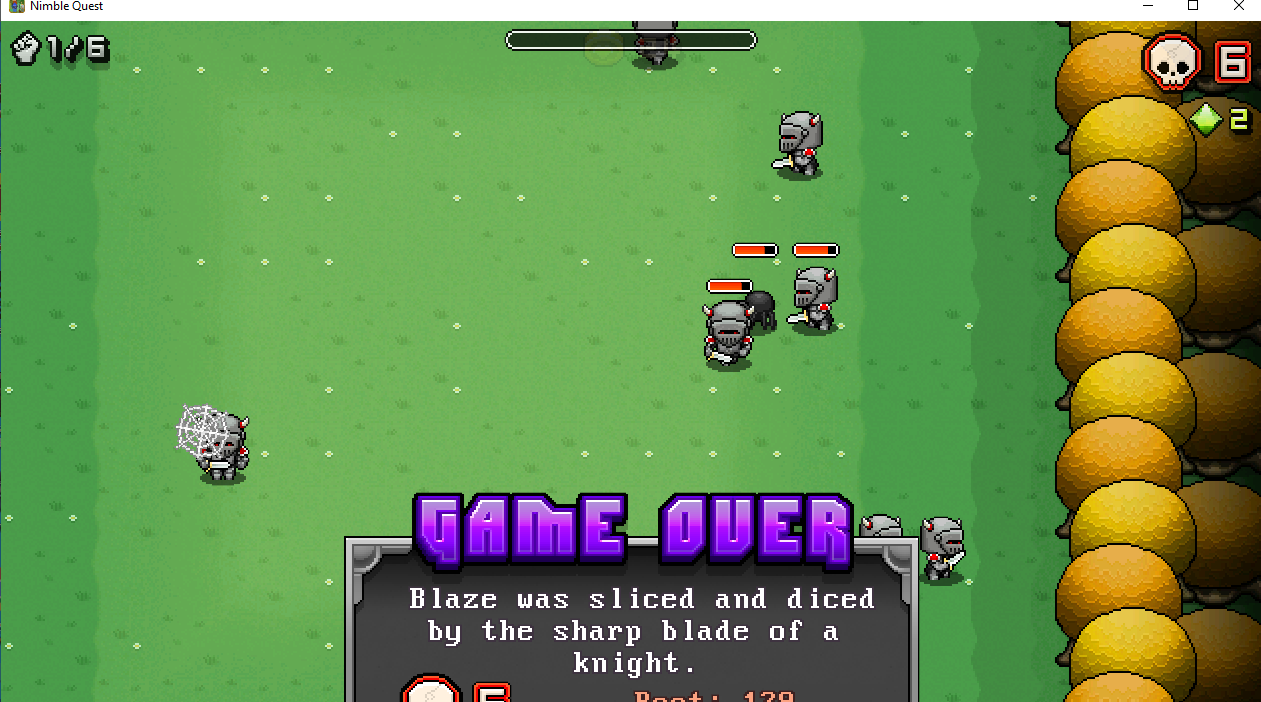 Nimble Quest
1/6
6
2
GAME OVER
Blaze was sliced and diced
by the sharp blade of a
knight.